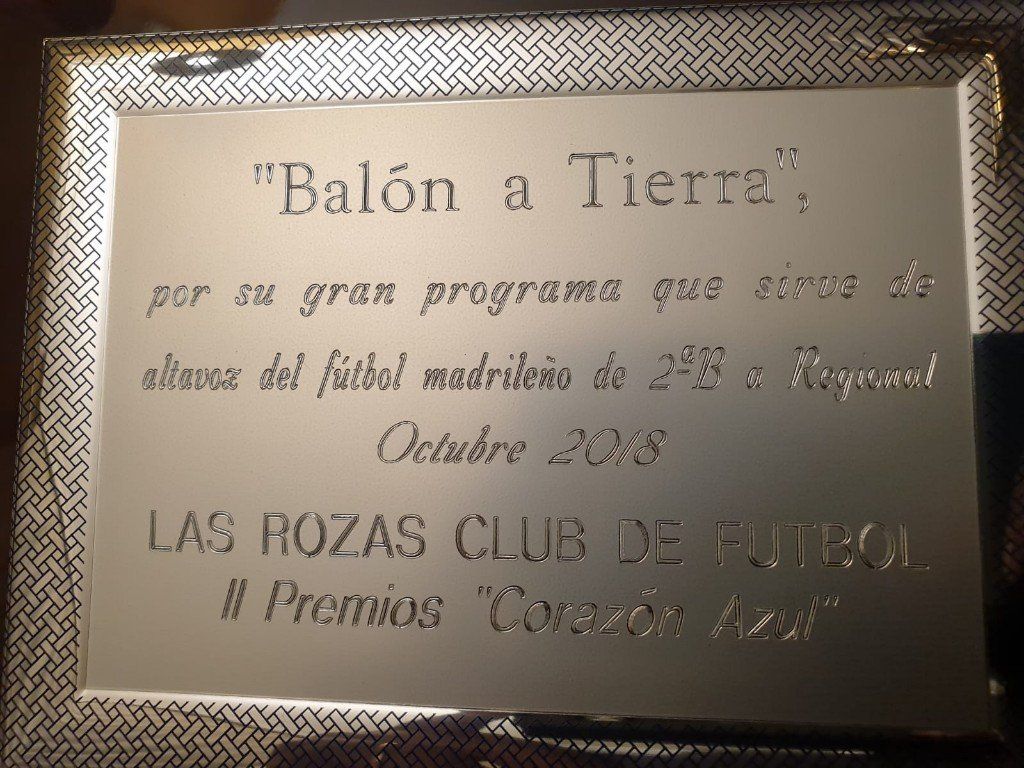 "Balón a Tierra",
por su gran programa que sirve de
altavoz del fútbol madrileño de 2ªB a Regional
Octubre 2018
LAS ROZAS CLUB DE FUTBOL
II Premios "Corazón Azul"